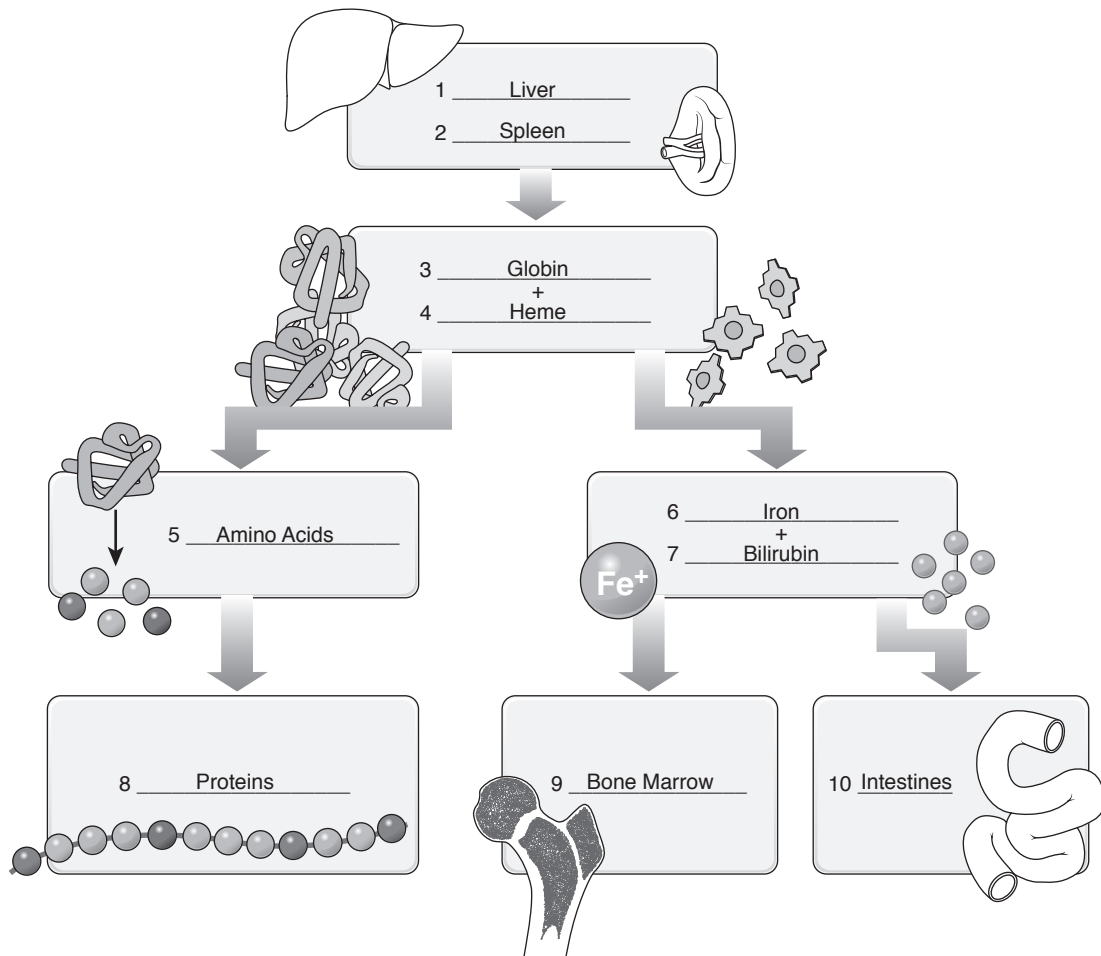 1 Liver
2 Spleen
3 Globin
+
4 Heme
5 Amino Acids
6 Iron
+
7 Bilirubin
Fe+
8 Proteins
9 Bone Marrow
10 Intestines